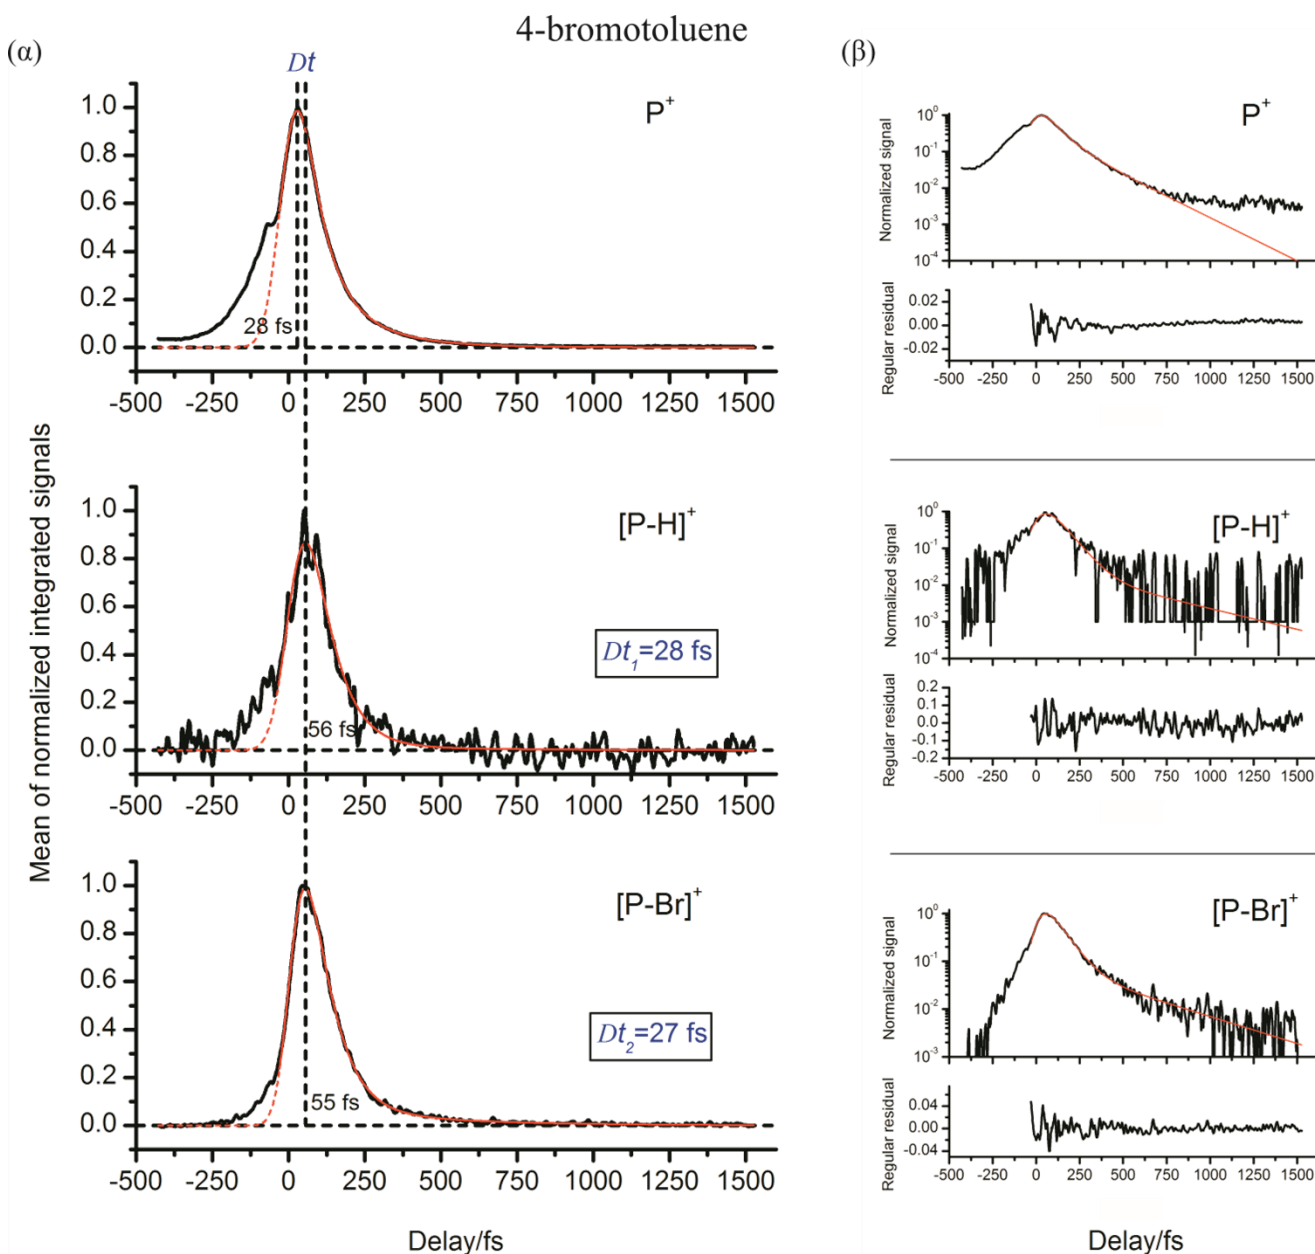 4-bromotoluene
(α)
Mean of normalized integrated signals
Dt
P+
1.0
0.8
0.6
0.4
0.2
0.0
28 fs
-500 -250 0 250 500 750 1000 1250 1500
[P-H]+
1.0
0.8
0.6
0.4
0.2
0.0
Dt1=28 fs
56 fs
-500 -250 0 250 500 750 1000 1250 1500
[P-Br]+
1.0
0.8
0.6
0.4
0.2
0.0
Dt2=27 fs
55 fs
-500 -250 0 250 500 750 1000 1250 1500
Delay/fs
(β)
P+
Normalized signal
10^0
10^-1
10^-2
10^-3
10^-4
Regular residual
0.02
0.00
-0.02
-500 -250 0 250 500 750 1000 1250 1500
[P-H]+
Normalized signal
10^0
10^-1
10^-2
10^-3
10^-4
Regular residual
0.2
0.1
0.0
-0.1
-0.2
-500 -250 0 250 500 750 1000 1250 1500
[P-Br]+
Normalized signal
10^0
10^-1
10^-2
10^-3
Regular residual
0.04
0.00
-0.04
-500 -250 0 250 500 750 1000 1250 1500
Delay/fs